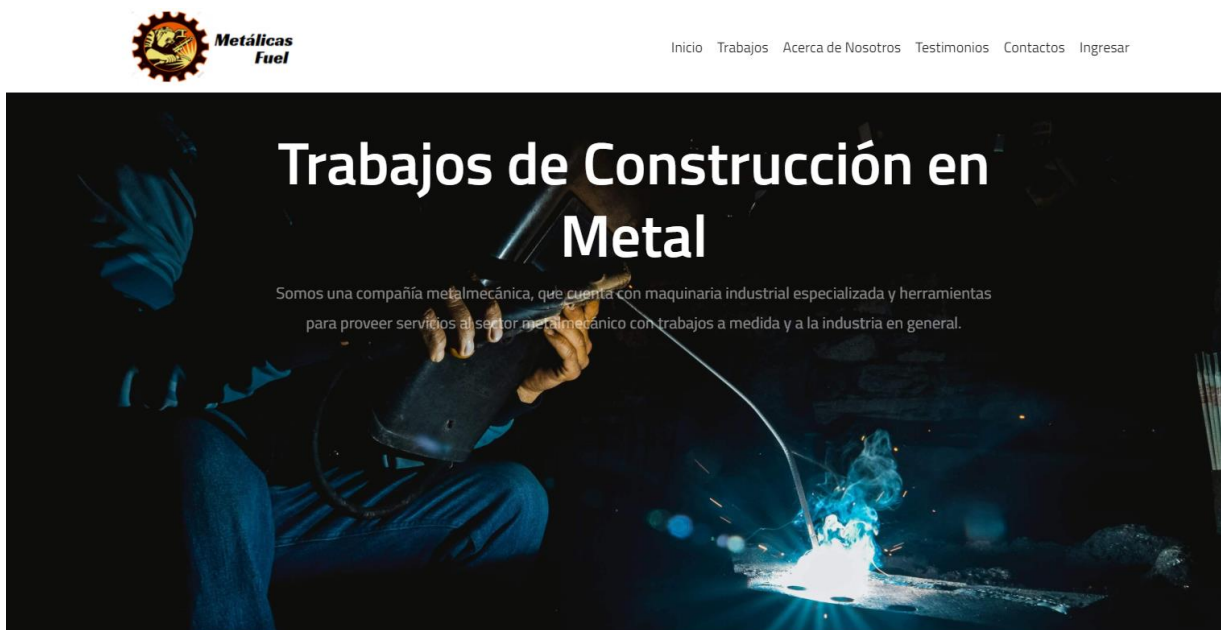 Metálicas
Fuel
Inicio Trabajos Acerca de Nosotros Testimonios Contactos Ingresar
Trabajos de Construcción en
Metal
Somos una compañía metalmecánica, que cuenta con maquinaria industrial especializada y herramientas
para proveer servicios al sector metalmecánico con trabajos a medida y a la industria en general.